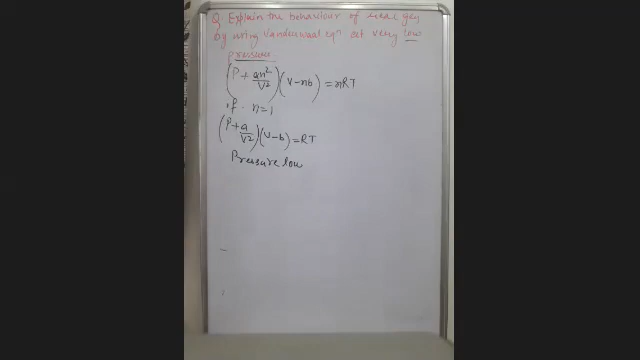 Q. Explain the behaviour of real gas
by using Vanderwaal eqn at very low
pressures
(P + an²/V²)(V-nb) = nRT
if n=1
(P+a/V²)(V-b)=RT
Pressure low